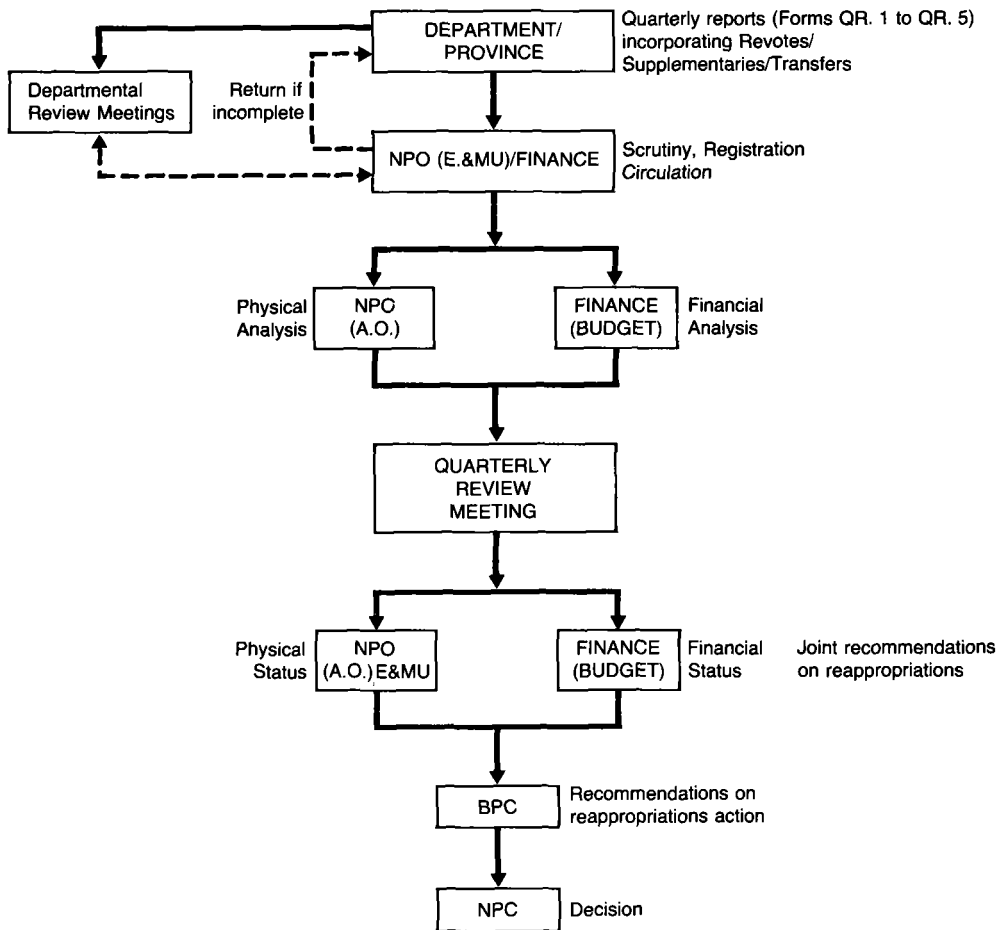 DEPARTMENT/
PROVINCE
Quarterly reports (Forms QR. 1 to QR. 5)
incorporating Revotes/
Supplementaries/Transfers
Departmental
Review Meetings
Return if
incomplete
NPO (E.&MU)/FINANCE
Scrutiny, Registration
Circulation
Physical
Analysis
NPO
(A.O.)
FINANCE
(BUDGET)
Financial
Analysis
QUARTERLY
REVIEW
MEETING
Physical
Status
NPO
(A.O.) E&MU
FINANCE
(BUDGET)
Financial
Status
Joint recommendations
on reappropriations
BPC
Recommendations on
reappropriations action
NPC
Decision